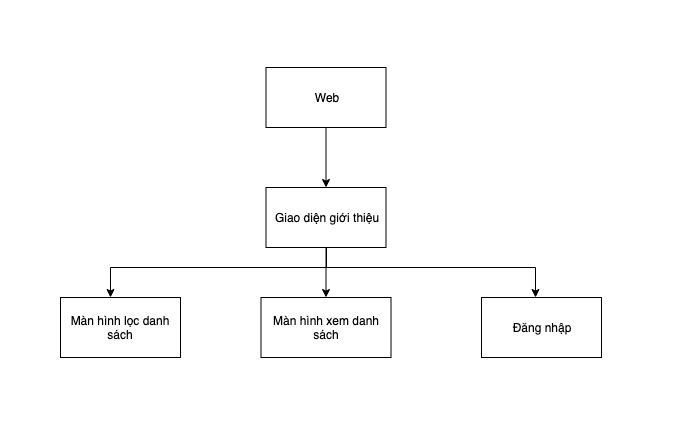 Web
Giao diện giới thiệu
Màn hình lọc danh
sách
Màn hình xem danh
sách
Đăng nhập